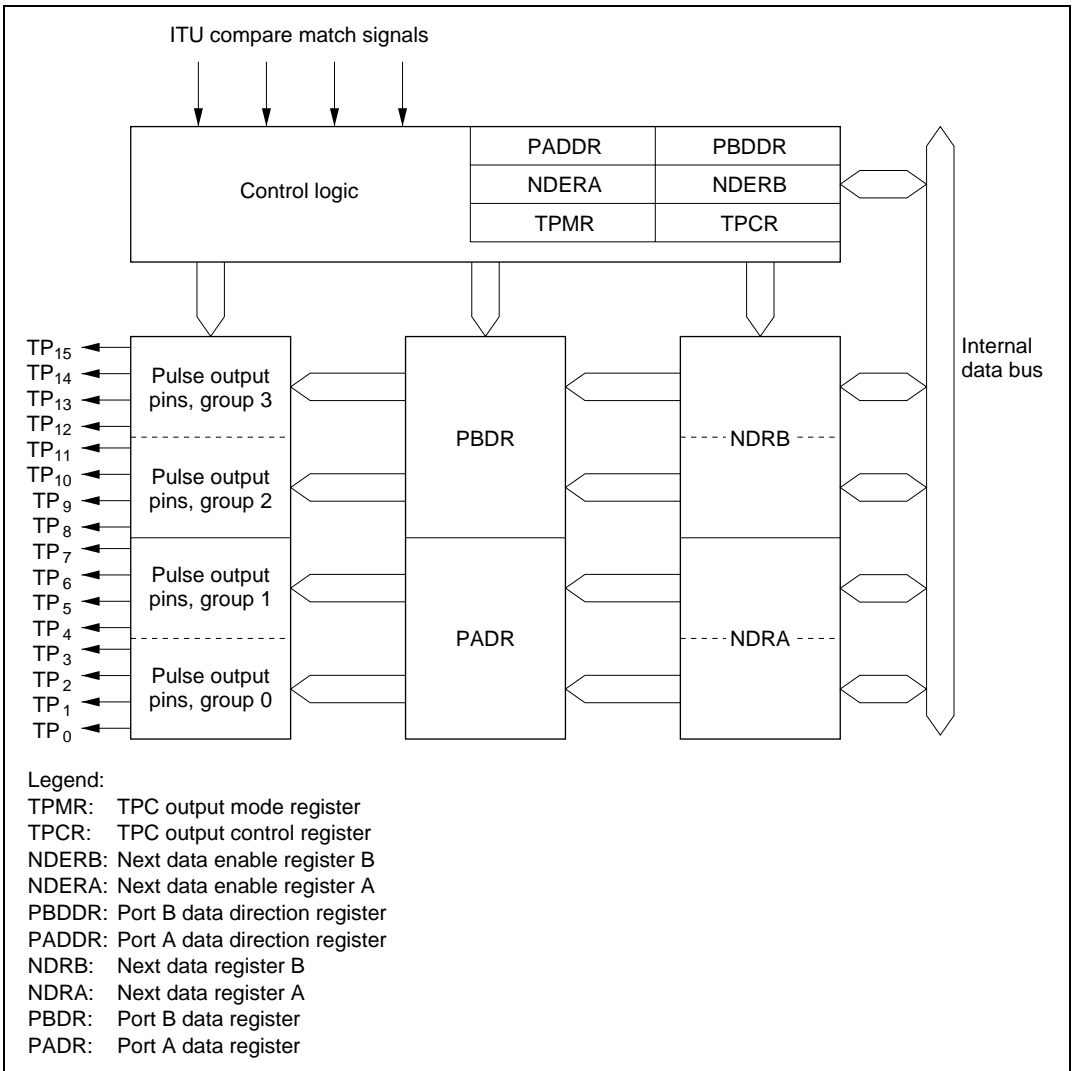 ITU compare match signals
Control logic
PADDR PBDDR
NDERA NDERB
TPMR TPCR
Internal
data bus
TP15
TP14
TP13
TP12
TP11
TP10
TP9
TP8
TP7
TP6
TP5
TP4
TP3
TP2
TP1
TP0
Pulse output
pins, group 3
Pulse output
pins, group 2
Pulse output
pins, group 1
Pulse output
pins, group 0
PBDR
PADR
NDRB
NDRA
Legend:
TPMR: TPC output mode register
TPCR: TPC output control register
NDERB: Next data enable register B
NDERA: Next data enable register A
PBDDR: Port B data direction register
PADDR: Port A data direction register
NDRB: Next data register B
NDRA: Next data register A
PBDR: Port B data register
PADR: Port A data register